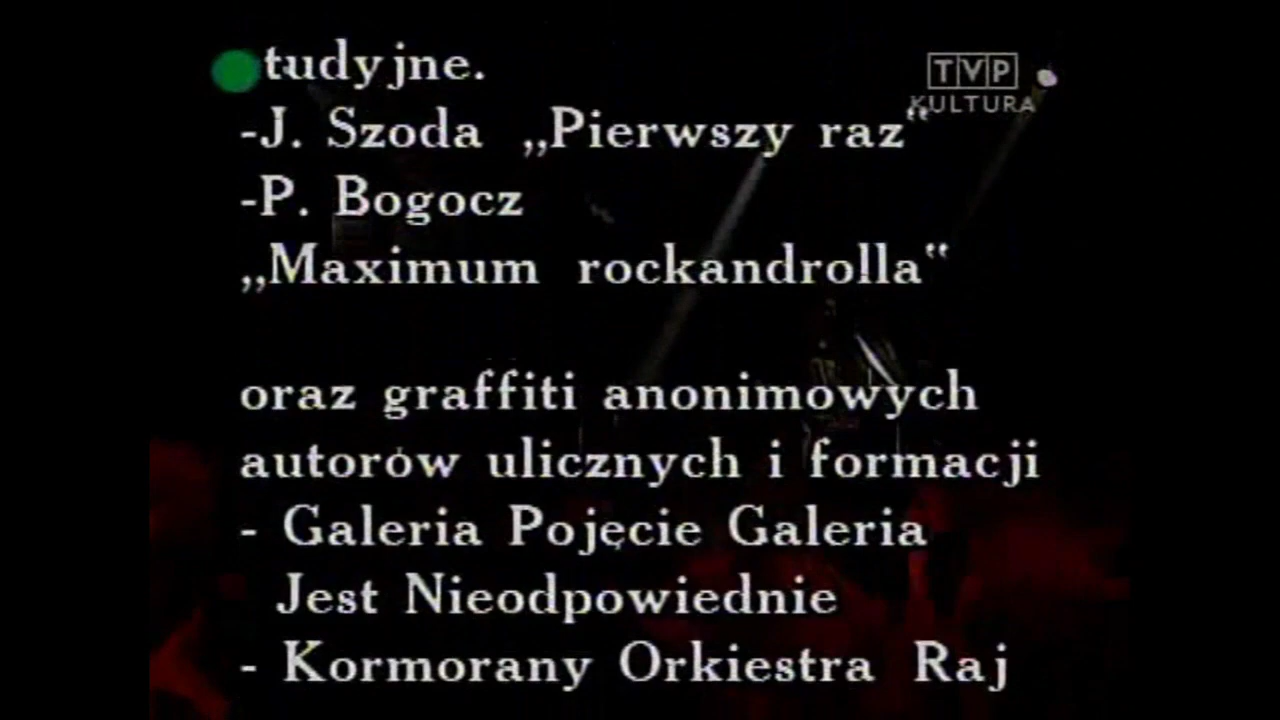 tudyjne.
TVP
KULTURA
-J. Szoda „Pierwszy raz“
-P. Bogocz
„Maximum rockandrolla“
oraz graffiti anonimowych
autorów ulicznych i formacji
- Galeria Pojęcie Galeria
Jest Nieodpowiednie
- Kormorany Orkiestra Raj